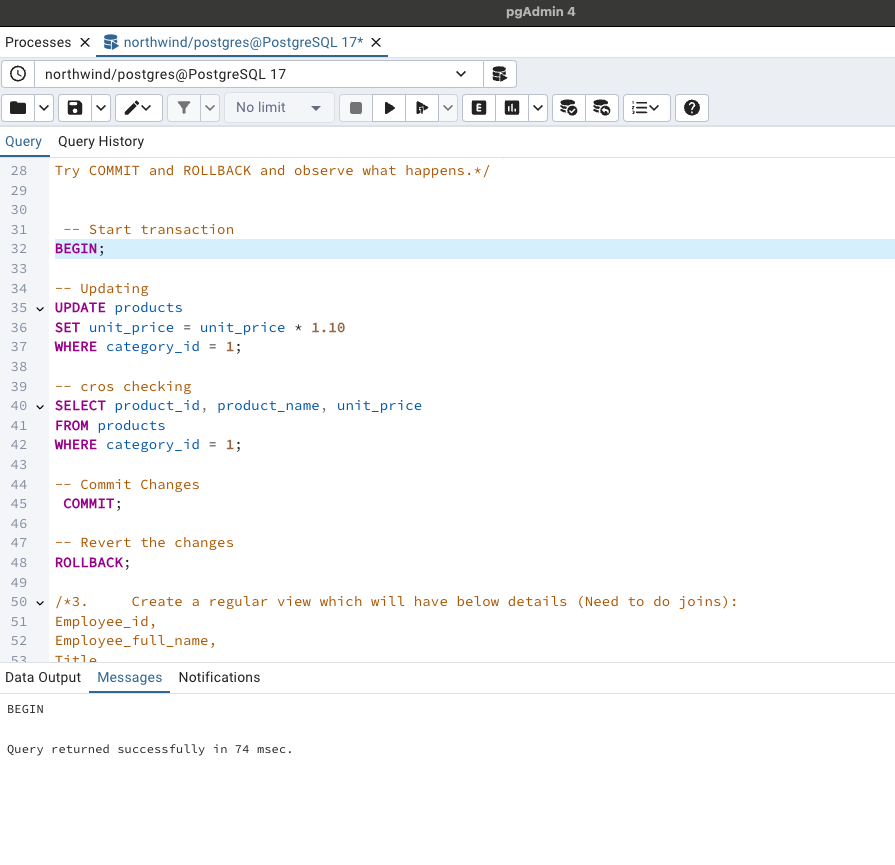 pgAdmin 4
Processes
northwind/postgres@PostgreSQL 17*
northwind/postgres@PostgreSQL 17
No limit
E
Query
Query History
28 Try COMMIT and ROLLBACK and observe what happens.*/
29
30
31 -- Start transaction
32 BEGIN;
33
34 -- Updating
35 UPDATE products
36 SET unit_price = unit_price * 1.10
37 WHERE category_id = 1;
38
39 -- cros checking
40 SELECT product_id, product_name, unit_price
41 FROM products
42 WHERE category_id = 1;
43
44 -- Commit Changes
45 COMMIT;
46
47 -- Revert the changes
48 ROLLBACK;
49
50 /*3. Create a regular view which will have below details (Need to do joins):
51 Employee_id,
52 Employee_full_name,
53 Title
Data Output
Messages
Notifications
BEGIN
Query returned successfully in 74 msec.